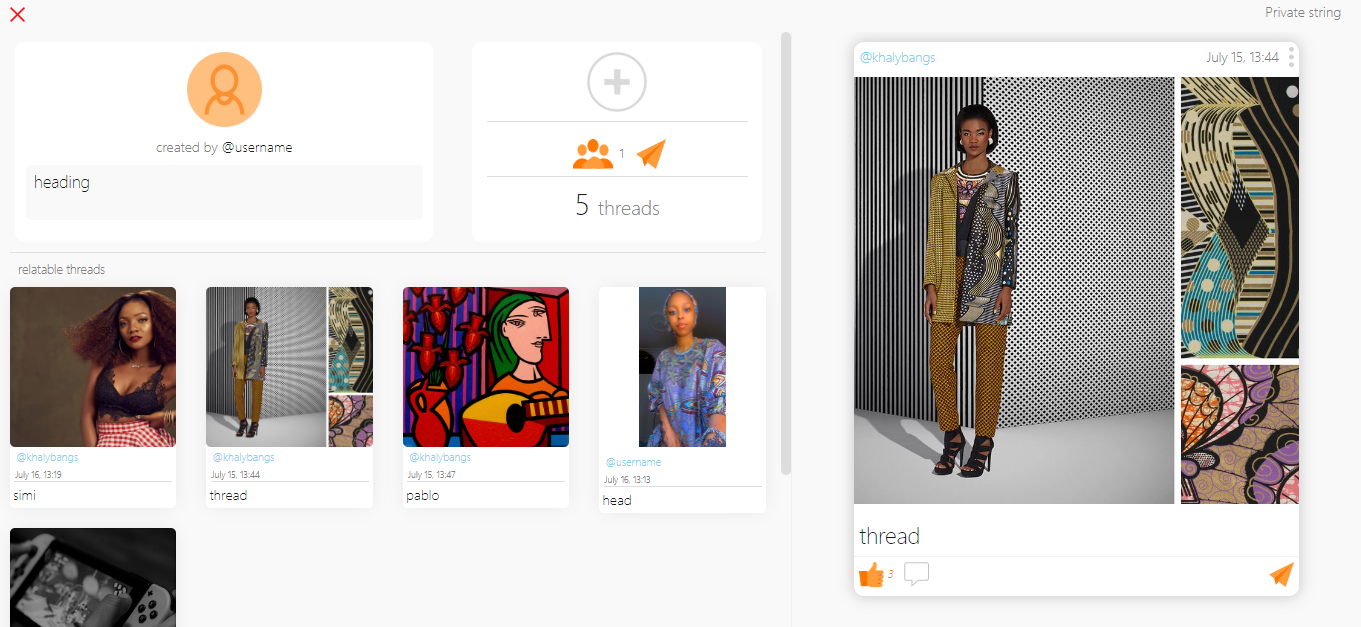 Private string
created by @username
heading
1
5 threads
relatable threads
@khalybangs
July 16, 13:19
simi
@khalybangs
July 15, 13:44
thread
@khalybangs
July 15, 13:47
pablo
@username
July 16, 13:13
head
@khalybangs July 15, 13:44
thread
3